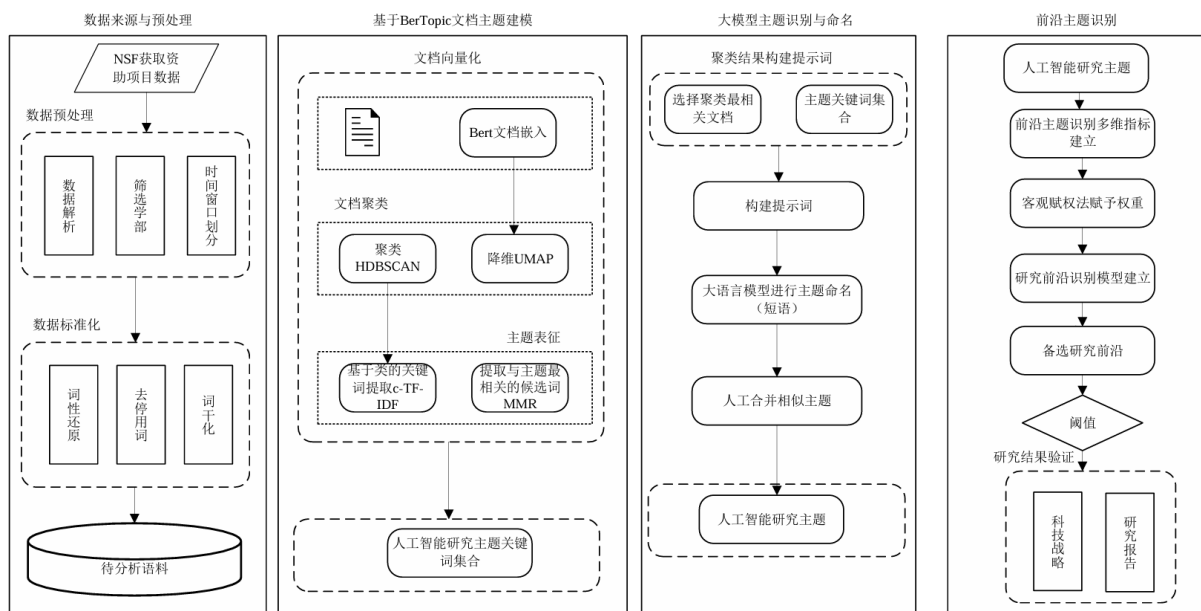 数据来源与预处理
NSF获取资
助项目数据
数据预处理
数据解析
筛选学部
时间窗口划分
数据标准化
词性还原
去停用词
词干化
待分析语料
基于BerTopic文档主题建模
文档向量化
Bert文档嵌入
文档聚类
聚类
HDBSCAN
降维UMAP
主题表征
基于类的关键
词提取c-TF-
IDF
提取与主题最
相关的候选词
MMR
人工智能研究主题关键
词集合
大模型主题识别与命名
聚类结果构建提示词
选择聚类最相
关文档
主题关键词集
合
构建提示词
大语言模型进行主题命名
（短语）
人工合并相似主题
人工智能研究主题
前沿主题识别
人工智能研究主题
前沿主题识别多维指标
建立
客观赋权法赋予权重
研究前沿识别模型建立
备选研究前沿
阈值
研究结果验证
科技战略
研究报告